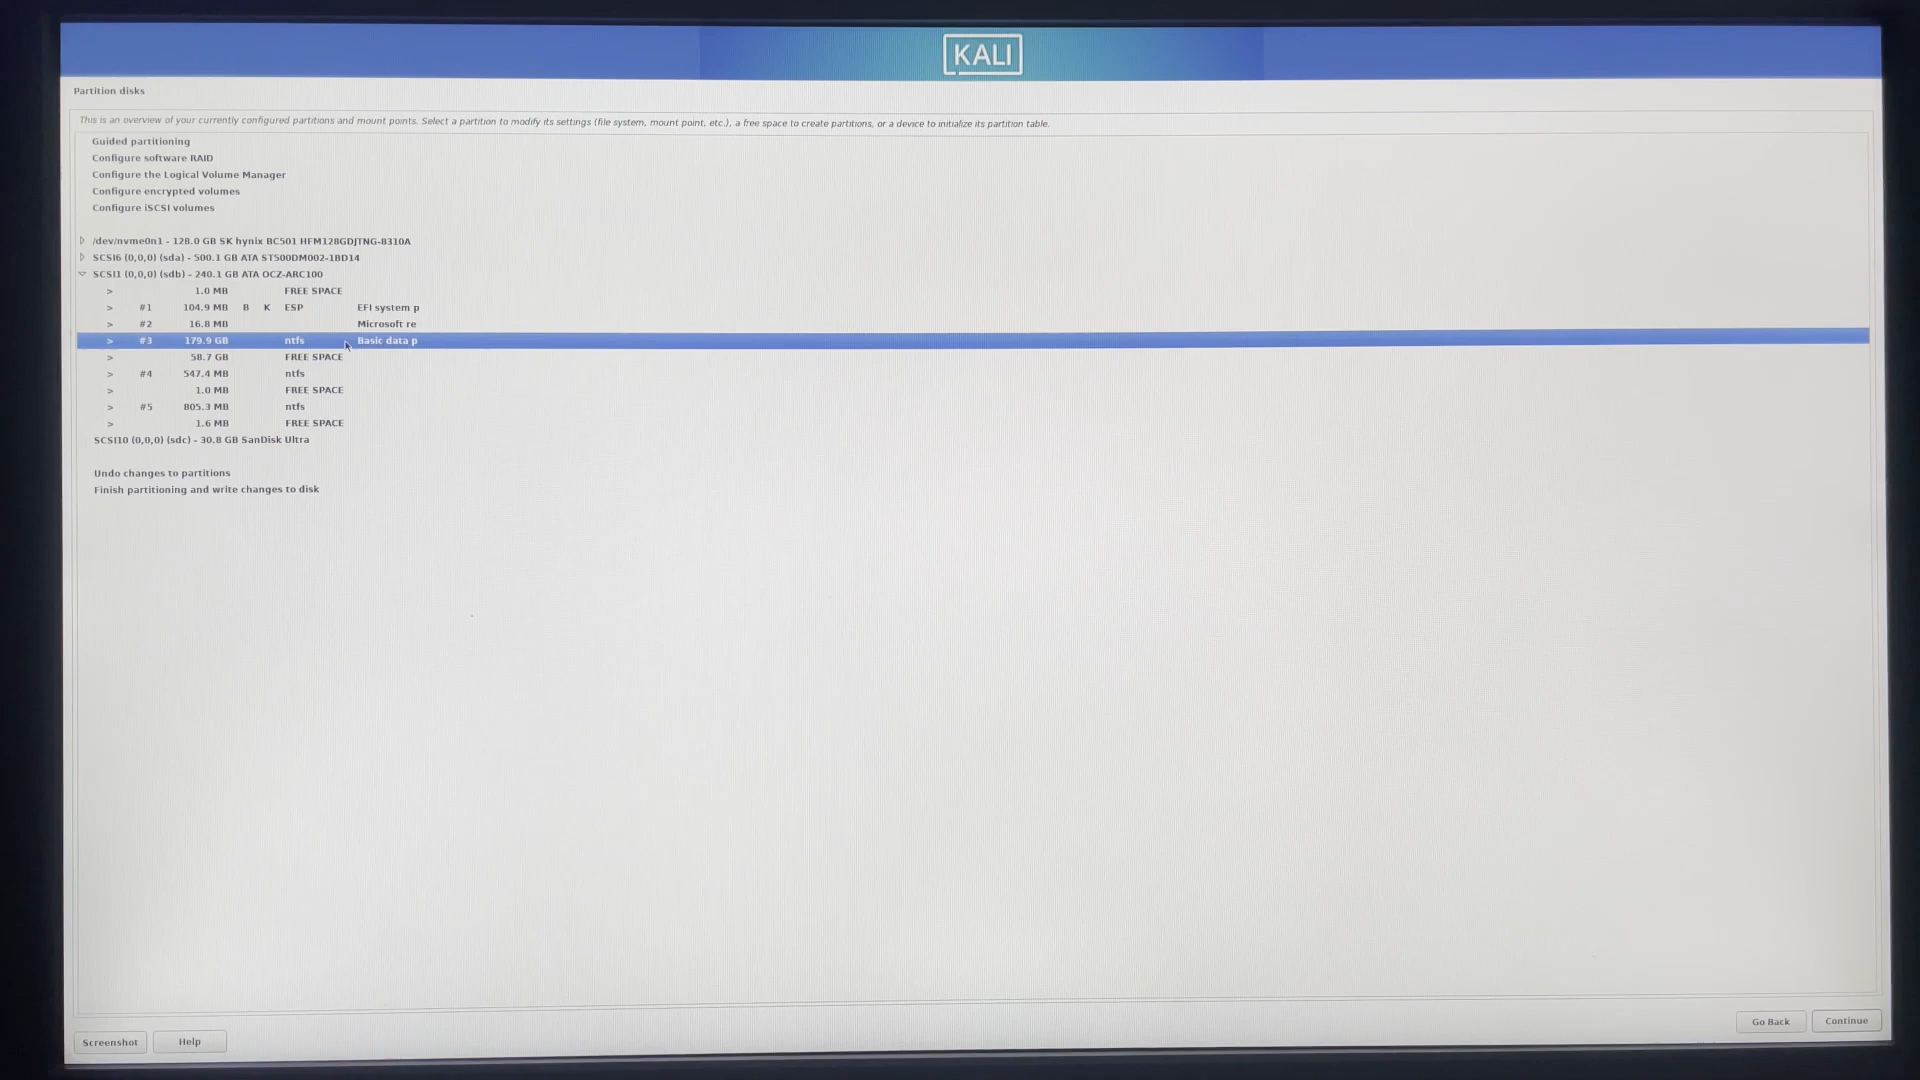 KALI
Partition disks
This is an overview of your currently configured partitions and mount points. Select a partition to modify its settings (file system, mount point, etc.), a free space to create partitions, or a device to initialize its partition table.
Guided partitioning
Configure software RAID
Configure the Logical Volume Manager
Configure encrypted volumes
Configure iSCSI volumes
/dev/nvme0n1 - 128.0 GB SK hynix BC501 HFM128GDJTNG-8310A
SCSI6 (0,0,0) (sda) - 500.1 GB ATA ST500DM002-1BD14
SCSI1 (0,0,0) (sdb) - 240.1 GB ATA OCZ-ARC100
> 1.0 MB FREE SPACE
> #1 104.9 MB B K ESP EFI system p
> #2 16.8 MB Microsoft re
> #3 179.9 GB ntfs Basic data p
> 58.7 GB FREE SPACE
> #4 547.4 MB ntfs
> 1.0 MB FREE SPACE
> #5 805.3 MB ntfs
> 1.6 MB FREE SPACE
SCSI10 (0,0,0) (sdc) - 30.8 GB SanDisk Ultra
Undo changes to partitions
Finish partitioning and write changes to disk
Go Back
Continue
Screenshot
Help